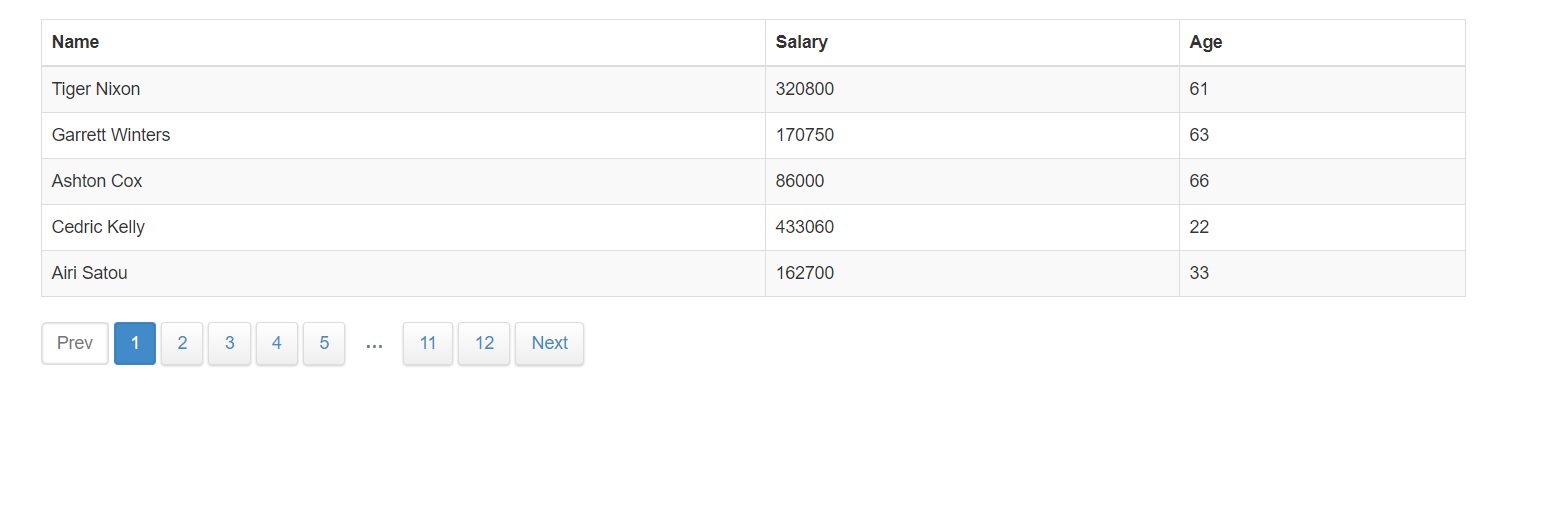 Name Salary Age
Tiger Nixon 320800 61
Garrett Winters 170750 63
Ashton Cox 86000 66
Cedric Kelly 433060 22
Airi Satou 162700 33
Prev 1 2 3 4 5 ... 11 12 Next